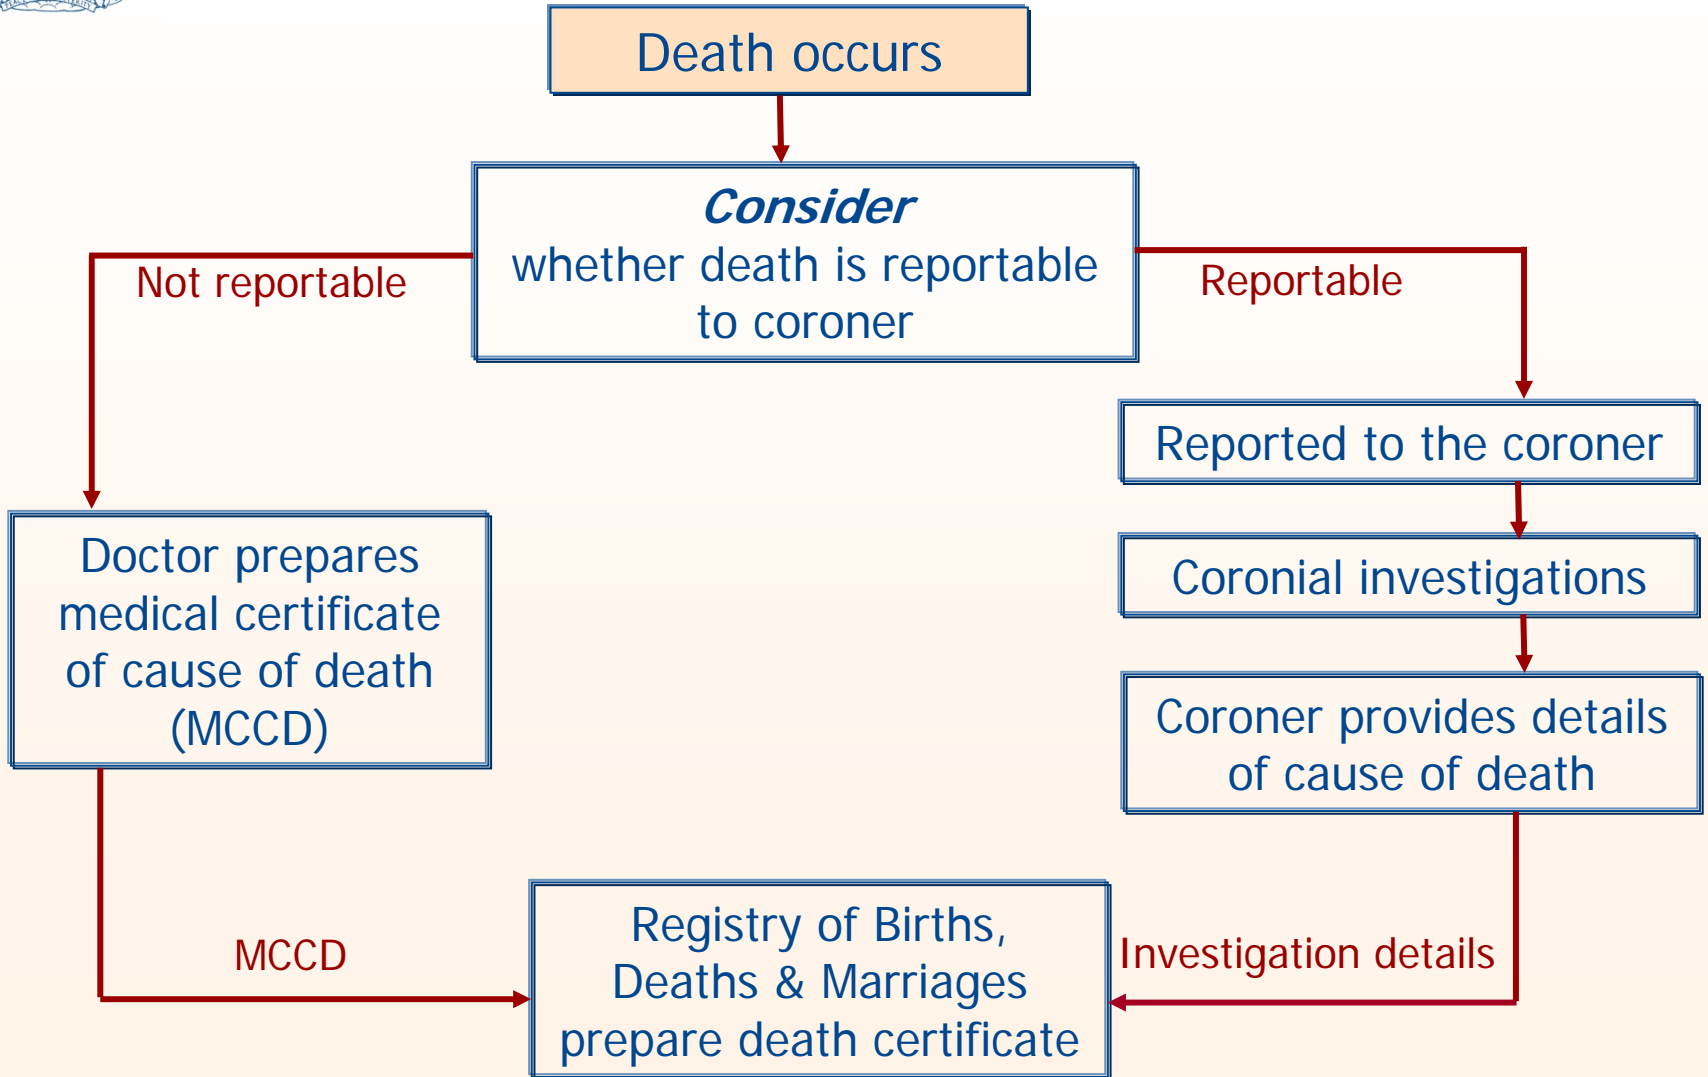 Death occurs
Consider
whether death is reportable
to coroner
Not reportable
Reportable
Reported to the coroner
Coronial investigations
Coroner provides details
of cause of death
Doctor prepares
medical certificate
of cause of death
(MCCD)
MCCD
Investigation details
Registry of Births,
Deaths & Marriages
prepare death certificate